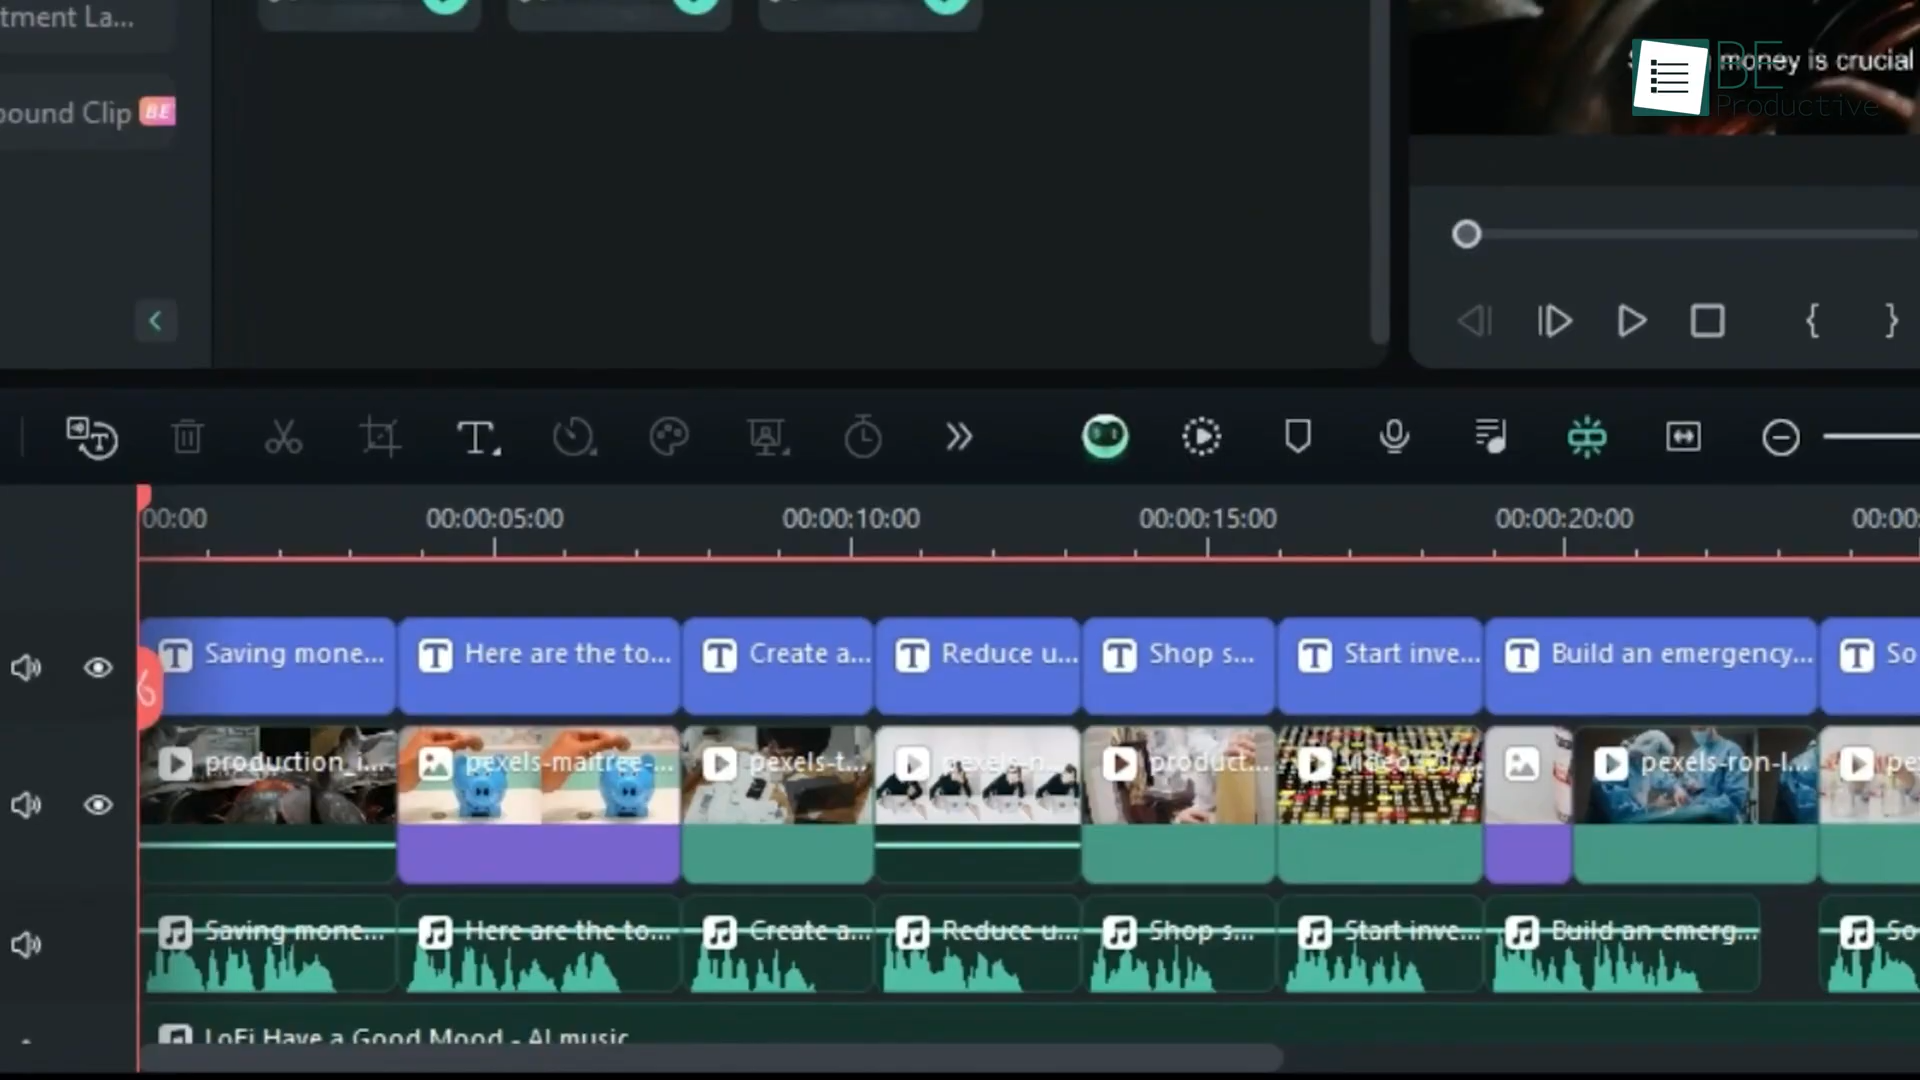 tment La...
ound Clip BE
money is crucial
BE
Productive
00:00
00:00:05:00
00:00:10:00
00:00:15:00
00:00:20:00
00:00
Saving mone...
Here are the to...
Create a...
Reduce u...
Shop s...
Start inve...
Build an emergency...
So
production_i...
pexels-maitree-...
pexels-t...
pexels-n...
product...
pexels-ron-l...
pe
Saving mone...
Here are the to...
Create a...
Reduce u...
Shop s...
Start inve...
Build an emerg...
So
LoFi Have a Good Mood - AI music